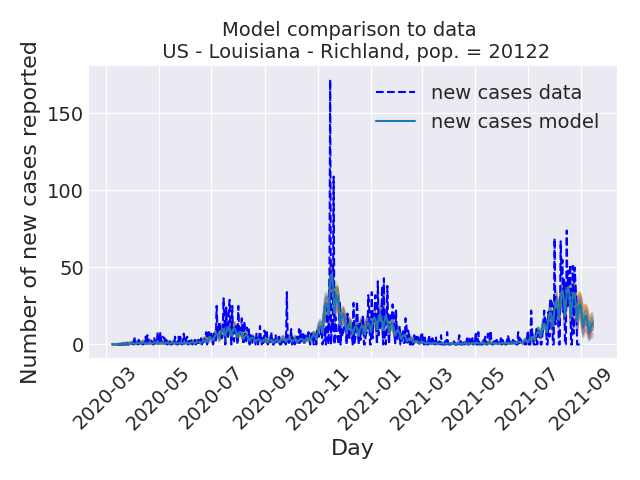 Model comparison to data
US - Louisiana - Richland, pop. = 20122
Number of new cases reported
150
100
50
0
new cases data
new cases model
2020-03
2020-05
2020-07
2020-09
2020-11
2021-01
2021-03
2021-05
2021-07
2021-09
Day